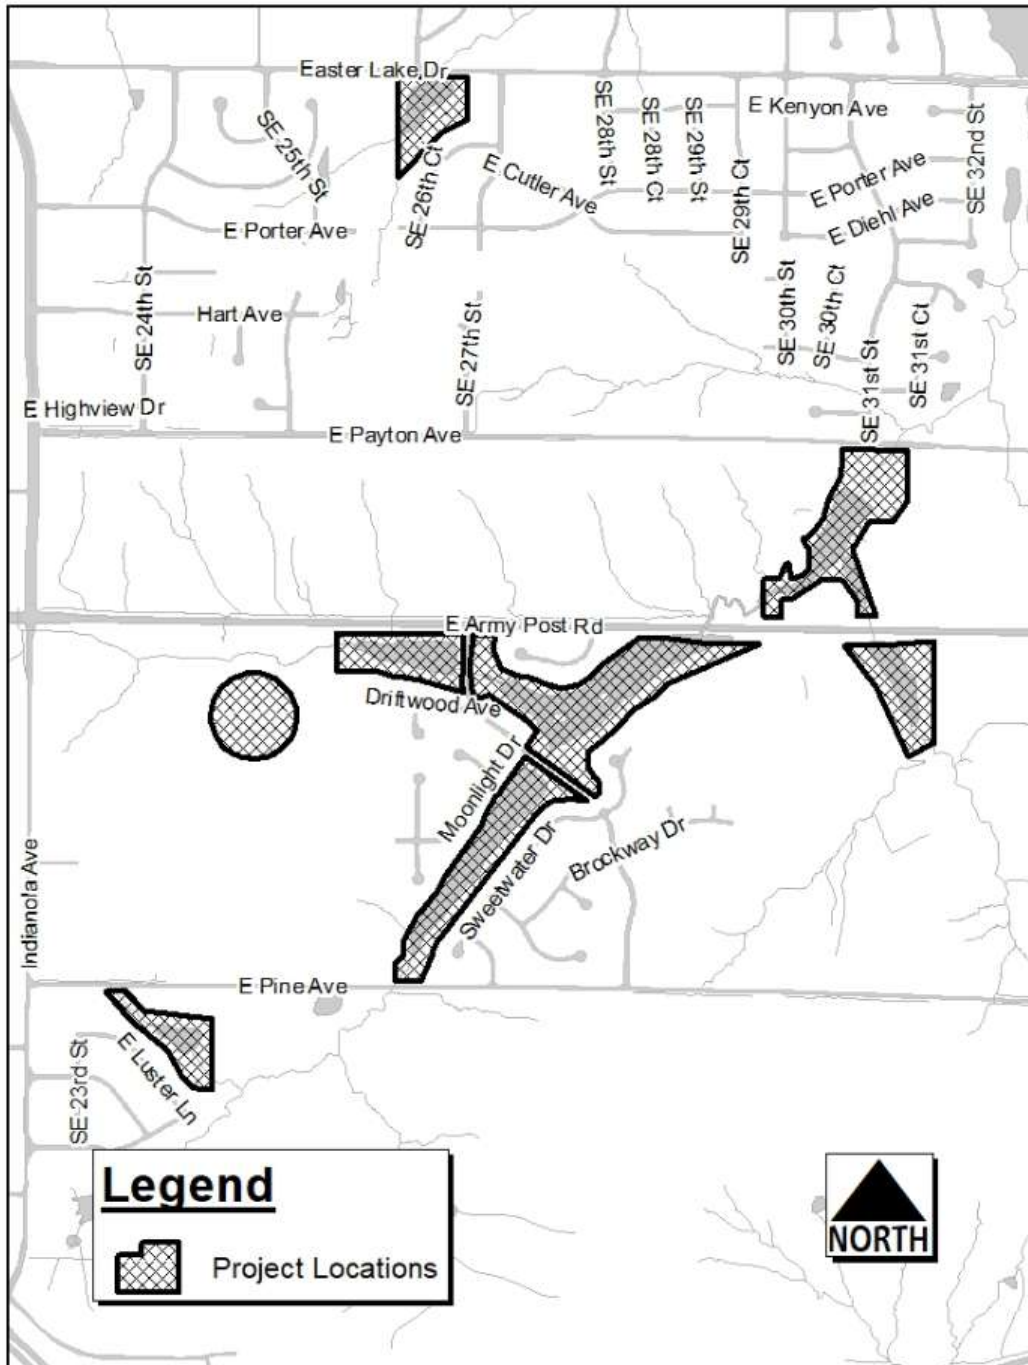 Easter Lake Dr
E Kenyon Ave
SE 25th St
SE 26th Ct
E Cutler Ave
SE 28th St
SE 28th Ct
SE 29th St
SE 29th Ct
E Porter Ave
SE 32nd St
E Diehl Ave
E Porter Ave
SE 24th St
Hart Ave
SE 27th St
SE 30th St
SE 30th Ct
SE 31st St
SE 31st Ct
E Highview Dr
E Payton Ave
E Army Post Rd
Driftwood Ave
Moonlight Dr
Sweetwater Dr
Brockway Dr
Indianola Ave
E Pine Ave
SE 23rd St
E Luster Ln
Legend
Project Locations
NORTH